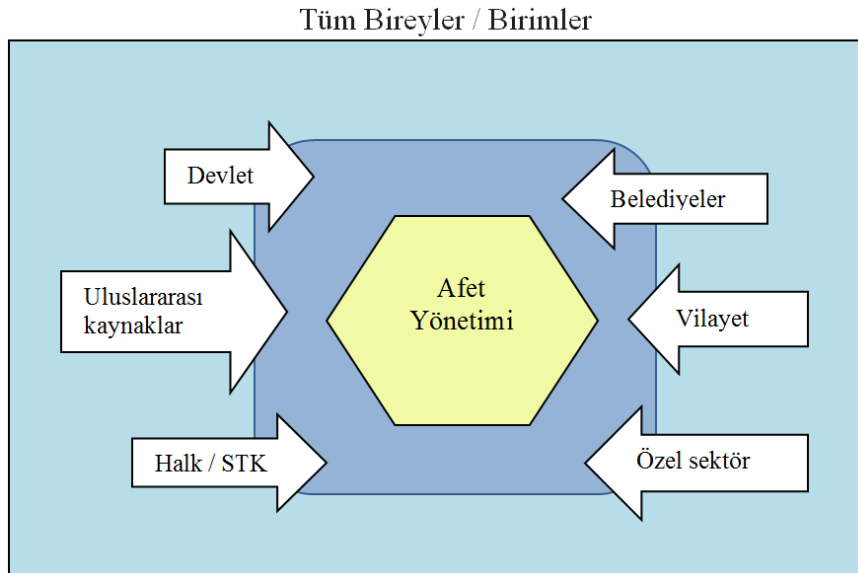 Tüm Bireyler / Birimler
Devlet
Belediyeler
Afet
Yönetimi
Uluslararası
kaynaklar
Vilayet
Halk / STK
Özel sektör